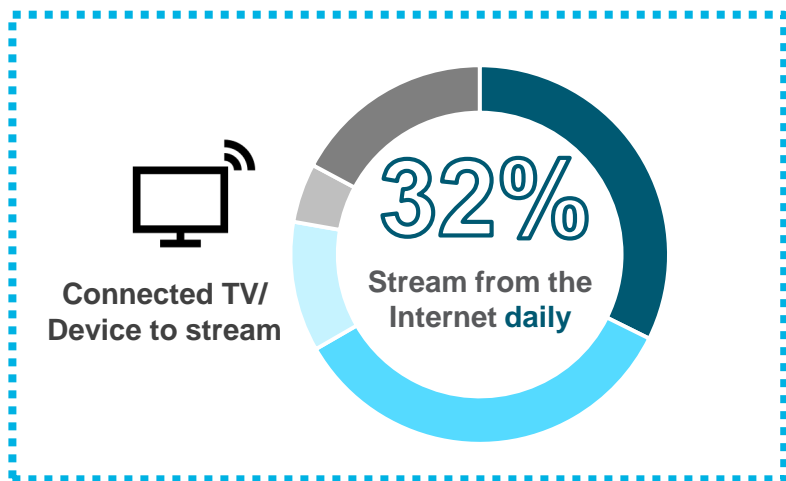 32%
Stream from the
Internet daily
Connected TV/
Device to stream